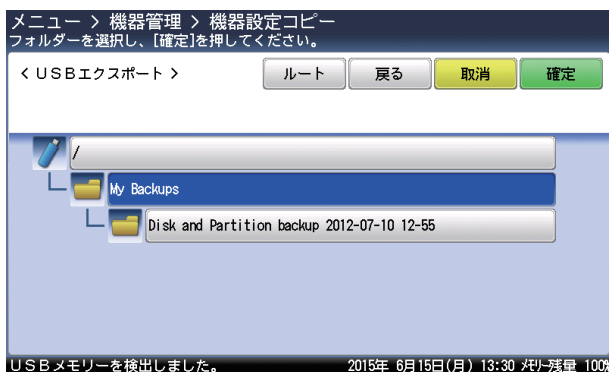 メニュー > 機器管理 > 機器設定コピー
フォルダーを選択し、[確定]を押してください。
<USBエクスポート> ルート 戻る 取消 確定
/
My Backups
Disk and Partition backup 2012-07-10 12-55
USBメモリーを検出しました。 2015年 6月15日(月) 13:30 メモリー残量 100%